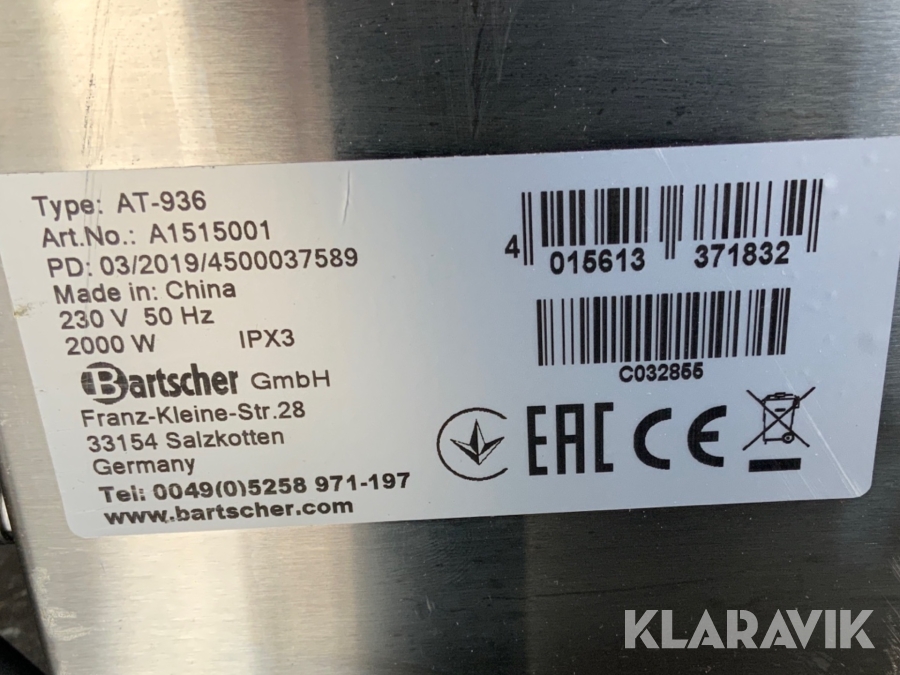 Type: AT-936
Art.No.: A1515001
PD: 03/2019/4500037589
Made in: China
230 V 50 Hz
2000 W IPX3
Bartscher GmbH
Franz-Kleine-Str.28
33154 Salzkotten
Germany
Tel: 0049(0)5258 971-197
www.bartscher.com
4 015613 371832
C032855
EAC CE
KLARAVIK